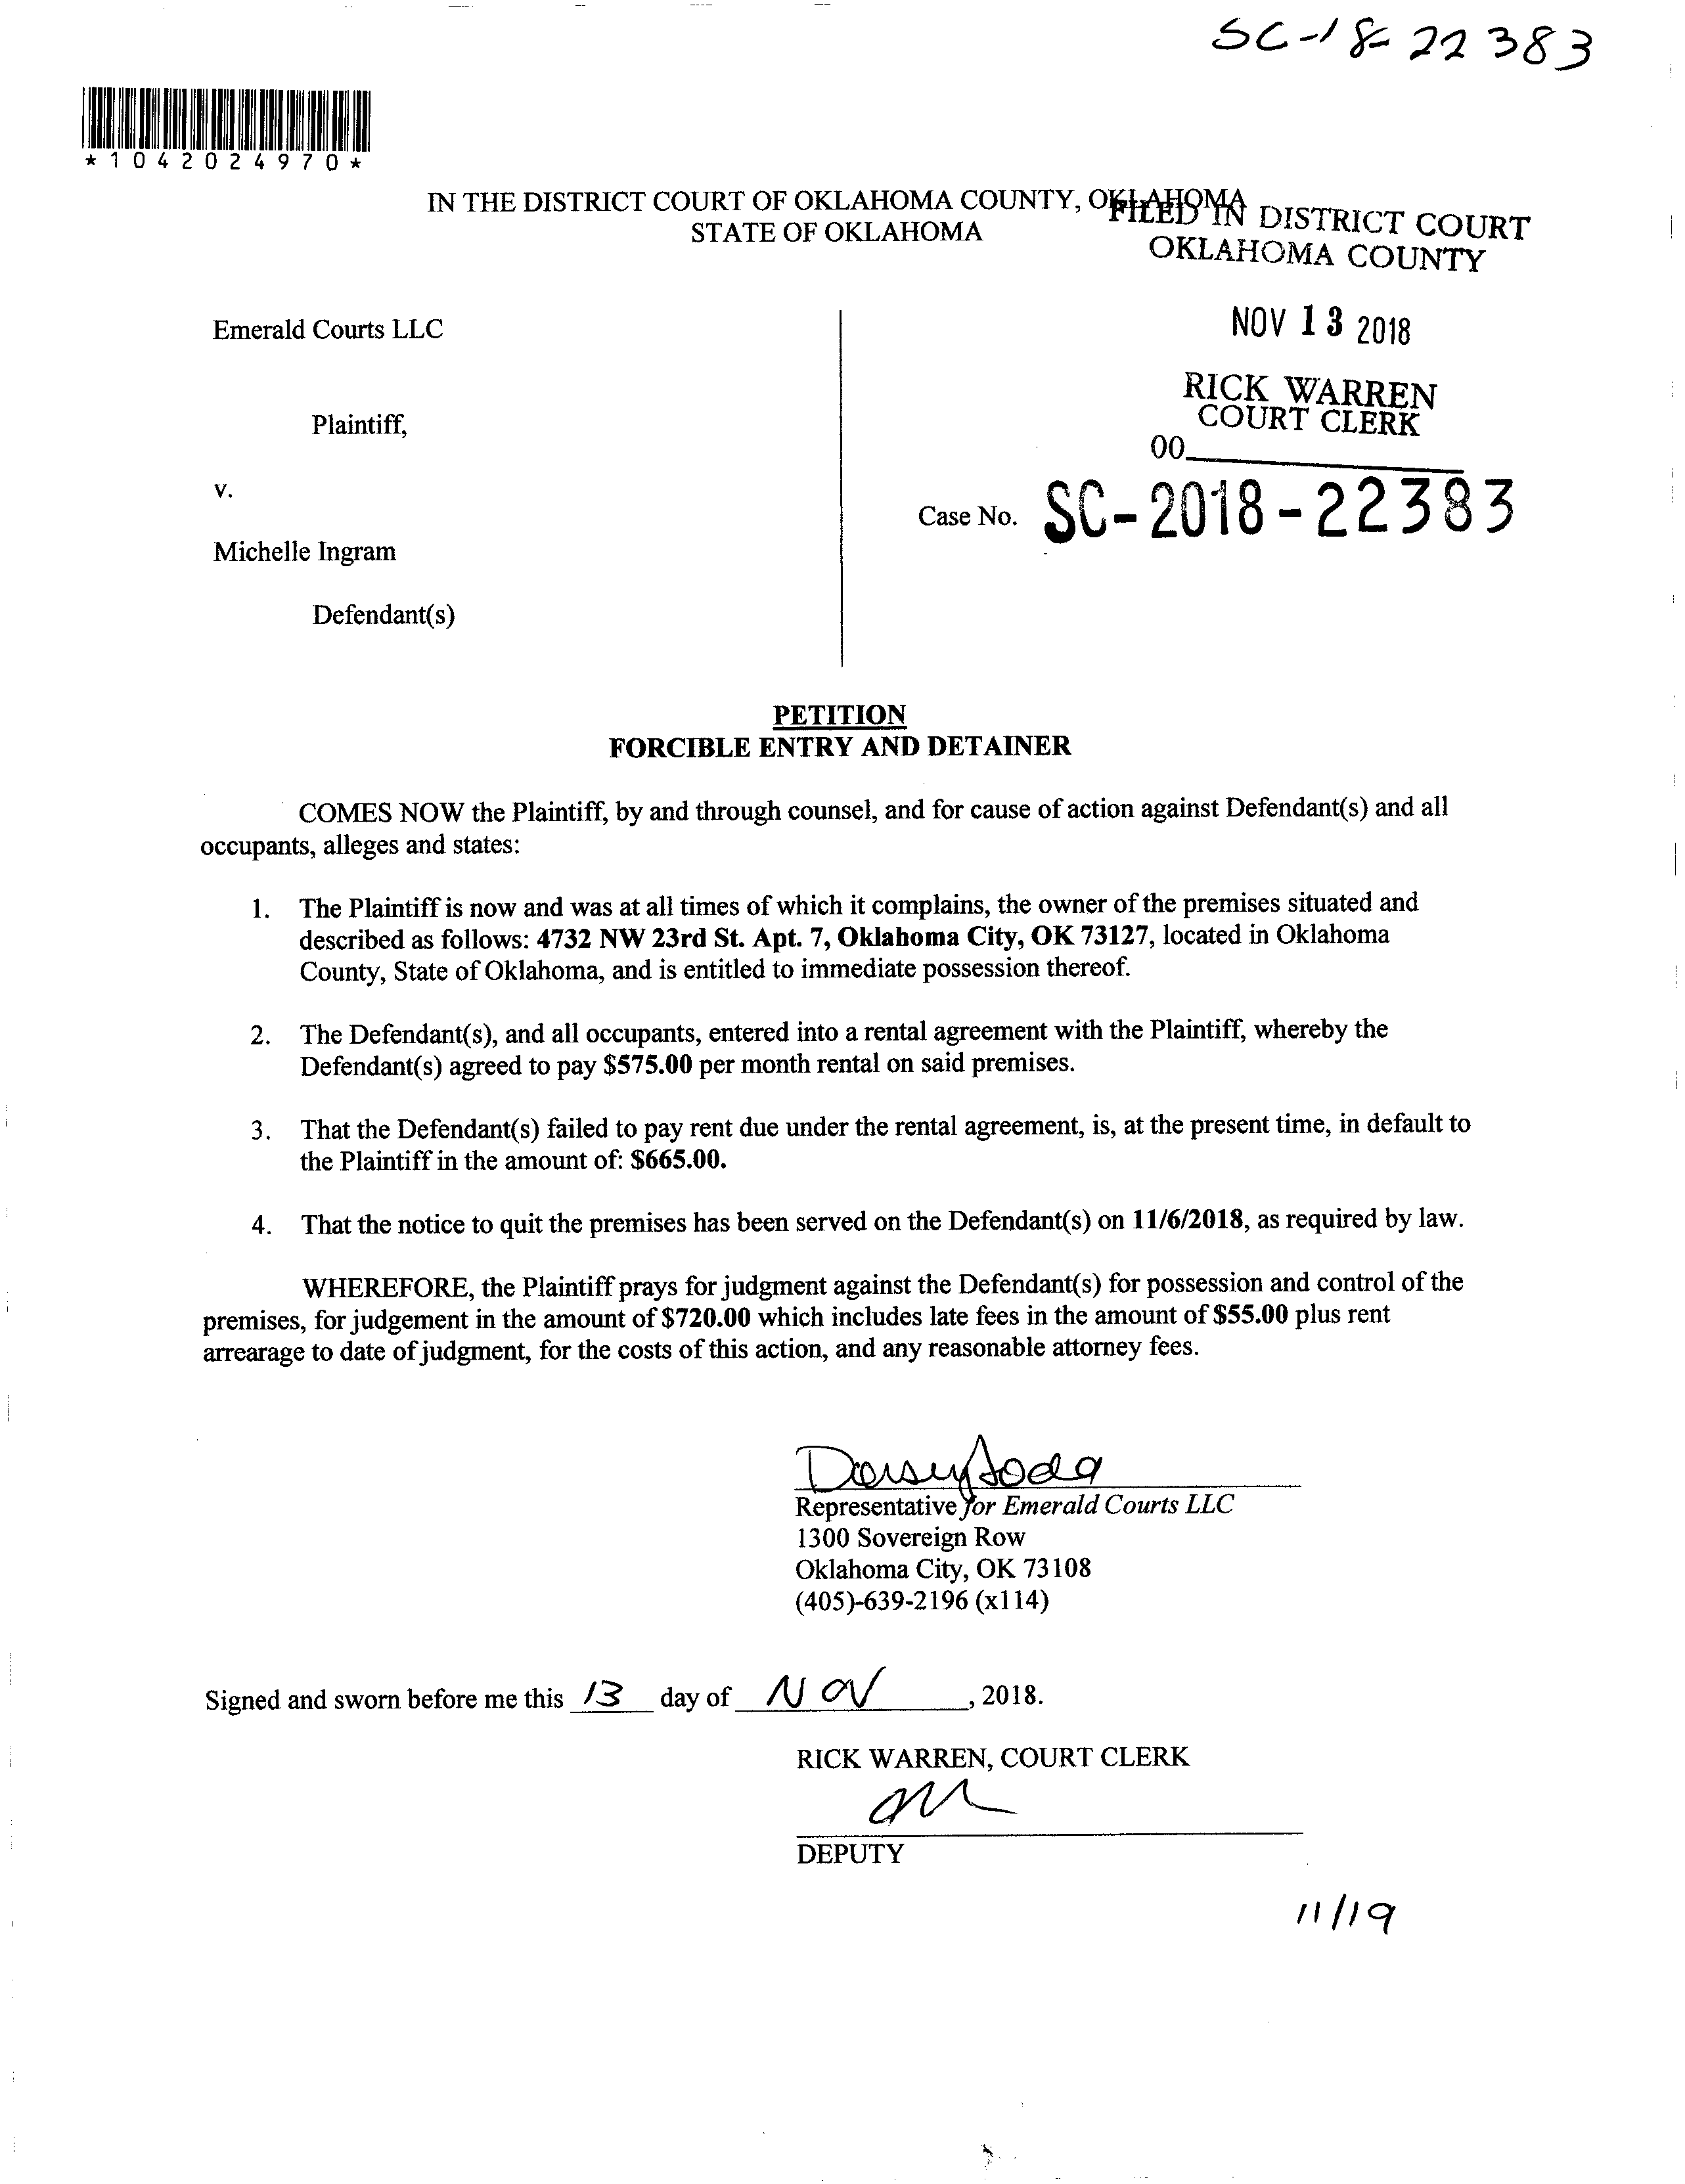 SC-18-22383
*1042024970*
IN THE DISTRICT COURT OF OKLAHOMA COUNTY, OKLAHOMA
STATE OF OKLAHOMA
FILED IN DISTRICT COURT
OKLAHOMA COUNTY
NOV 13 2018
RICK WARREN
COURT CLERK
00
Emerald Courts LLC
Plaintiff,
v.
Case No. SC-2018-22383
Michelle Ingram
Defendant(s)
PETITION
FORCIBLE ENTRY AND DETAINER
COMES NOW the Plaintiff, by and through counsel, and for cause of action against Defendant(s) and all
occupants, alleges and states:
1. The Plaintiff is now and was at all times of which it complains, the owner of the premises situated and
described as follows: 4732 NW 23rd St. Apt. 7, Oklahoma City, OK 73127, located in Oklahoma
County, State of Oklahoma, and is entitled to immediate possession thereof.
2. The Defendant(s), and all occupants, entered into a rental agreement with the Plaintiff, whereby the
Defendant(s) agreed to pay $575.00 per month rental on said premises.
3. That the Defendant(s) failed to pay rent due under the rental agreement, is, at the present time, in default to
the Plaintiff in the amount of: $665.00.
4. That the notice to quit the premises has been served on the Defendant(s) on 11/6/2018, as required by law.
WHEREFORE, the Plaintiff prays for judgment against the Defendant(s) for possession and control of the
premises, for judgement in the amount of $720.00 which includes late fees in the amount of $55.00 plus rent
arrearage to date of judgment, for the costs of this action, and any reasonable attorney fees.
Representative for Emerald Courts LLC
1300 Sovereign Row
Oklahoma City, OK 73108
(405)-639-2196 (x114)
Signed and sworn before me this 13 day of NOV, 2018.
RICK WARREN, COURT CLERK
DEPUTY
11/19